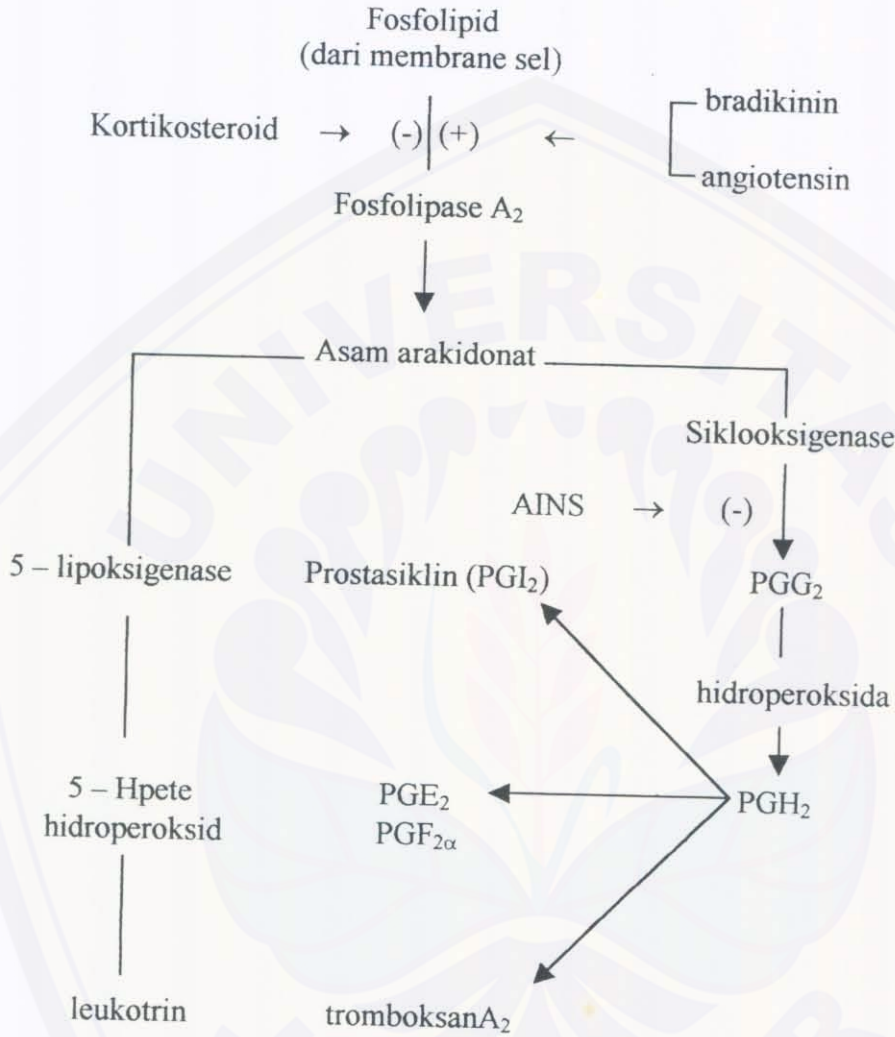 Fosfolipid
(dari membrane sel)
bradikinin
Kortikosteroid → (-) (+) ←
angiotensin
Fosfolipase A₂
Asam arakidonat
Siklooksigenase
AINS → (-)
5 – lipoksigenase
Prostasiklin (PGI₂)
PGG₂
hidroperoksida
5 – Hpete
hidroperoksid
PGE₂
PGF₂α
PGH₂
leukotrin
tromboksanA₂
UNIVERSITAS